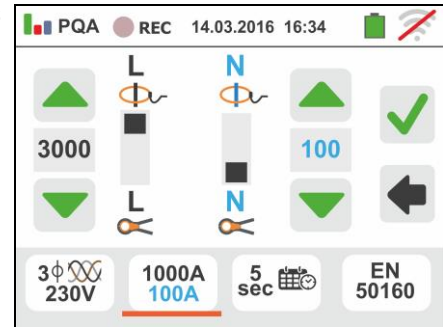 PQA REC 14.03.2016 16:34
L N
3000 100
L N
3ϕ 230V
1000A 100A
5 sec
EN 50160